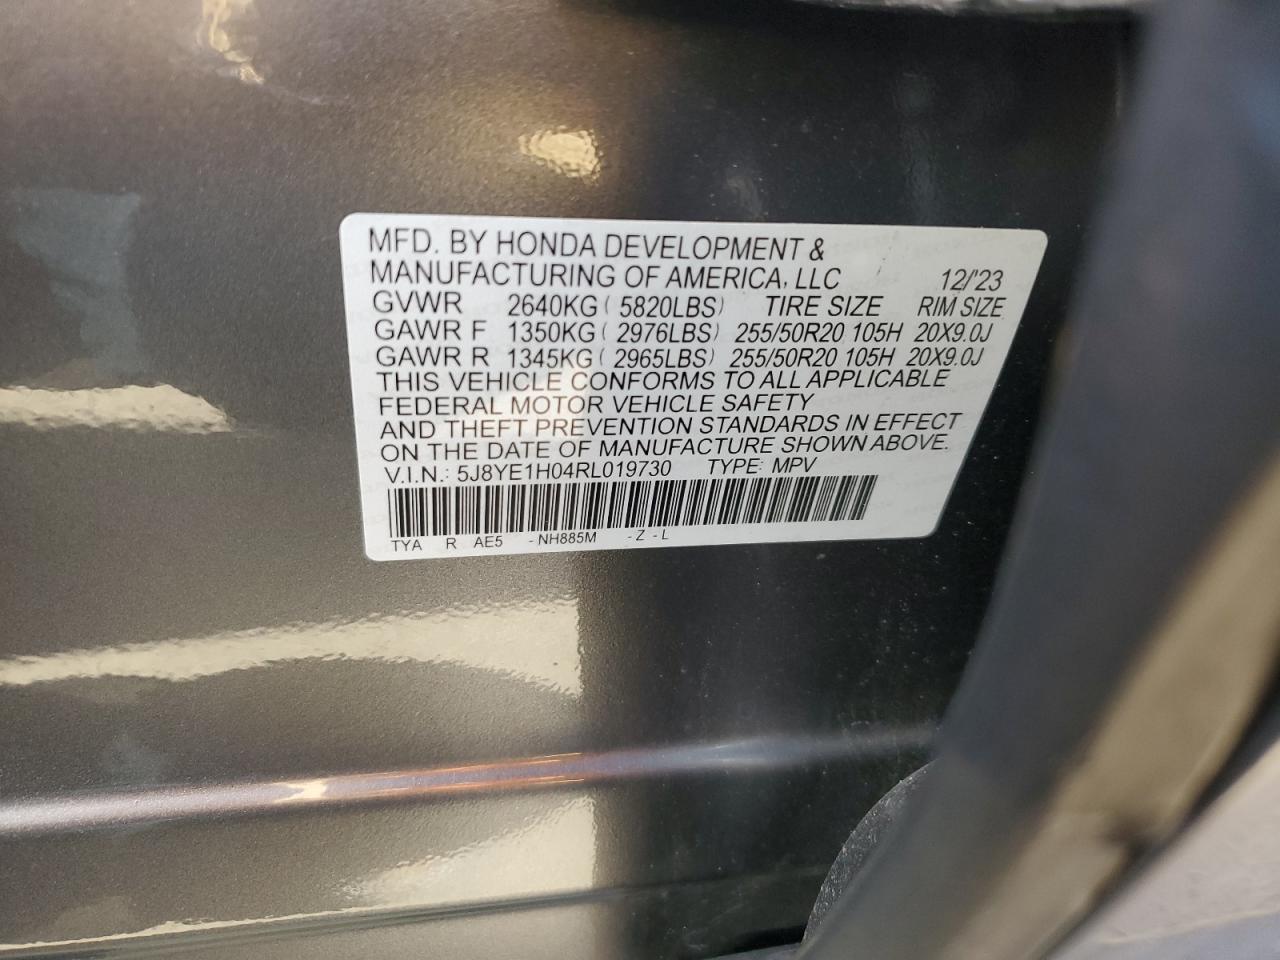 MFD. BY HONDA DEVELOPMENT &
MANUFACTURING OF AMERICA, LLC 12/'23
GVWR 2640KG ( 5820LBS) TIRE SIZE RIM SIZE
GAWR F 1350KG ( 2976LBS) 255/50R20 105H 20X9.0J
GAWR R 1345KG ( 2965LBS) 255/50R20 105H 20X9.0J
THIS VEHICLE CONFORMS TO ALL APPLICABLE
FEDERAL MOTOR VEHICLE SAFETY
AND THEFT PREVENTION STANDARDS IN EFFECT
ON THE DATE OF MANUFACTURE SHOWN ABOVE.
V.I.N.: 5J8YE1H04RL019730 TYPE: MPV
TYA R AE5 -NH885M -Z-L